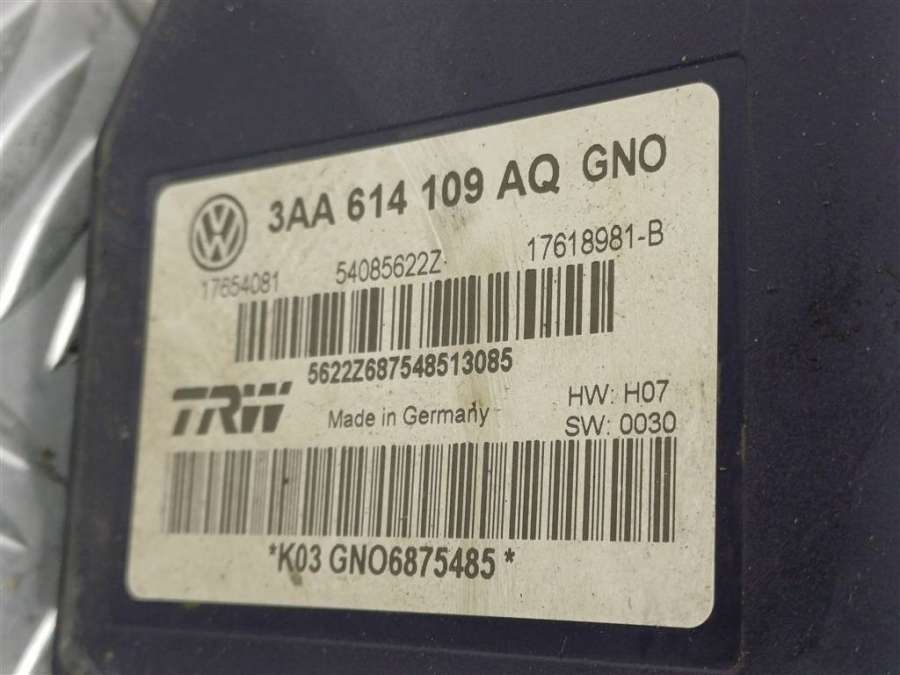 3AA 614 109 AQ GNO
17654081 54085622Z 17618981-B
5622Z687548513085
TRW Made in Germany HW: H07
SW: 0030
*K03 GNO6875485*